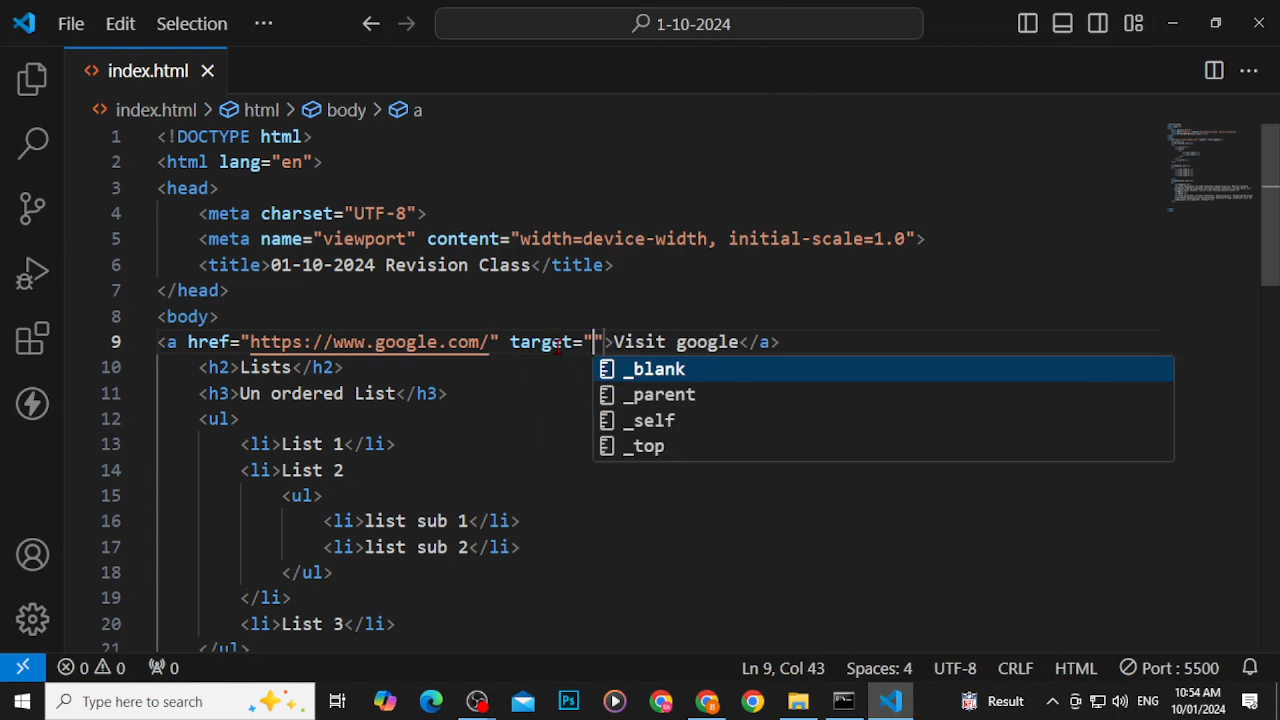 File Edit Selection ··· 1-10-2024
index.html
index.html > html > body > a
1 <!DOCTYPE html>
2 <html lang="en">
3 <head>
4 <meta charset="UTF-8">
5 <meta name="viewport" content="width=device-width, initial-scale=1.0">
6 <title>01-10-2024 Revision Class</title>
7 </head>
8 <body>
9 <a href="https://www.google.com/" target="">Visit google</a>
_blank
_parent
_self
_top
10 <h2>Lists</h2>
11 <h3>Un ordered List</h3>
12 <ul>
13 <li>List 1</li>
14 <li>List 2
15 <ul>
16 <li>list sub 1</li>
17 <li>list sub 2</li>
18 </ul>
19 </li>
20 <li>List 3</li>
21 </ul>
0 0 0 Ln 9, Col 43 Spaces: 4 UTF-8 CRLF HTML Port : 5500
Type here to search Result ENG 10:54 AM
04-Oct-24